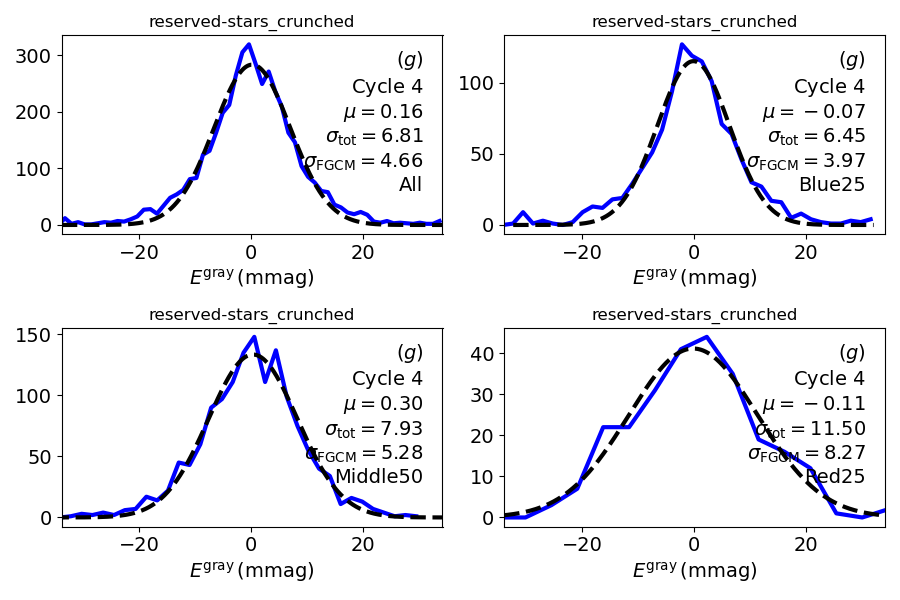 reserved-stars_crunched
300
200
100
0
−20 0 20
E^gray (mmag)
(g)
Cycle 4
μ = 0.16
σ_tot = 6.81
σ_FGCM = 4.66
All
reserved-stars_crunched
100
50
0
−20 0 20
E^gray (mmag)
(g)
Cycle 4
μ = −0.07
σ_tot = 6.45
σ_FGCM = 3.97
Blue25
reserved-stars_crunched
150
100
50
0
−20 0 20
E^gray (mmag)
(g)
Cycle 4
μ = 0.30
σ_tot = 7.93
σ_FGCM = 5.28
Middle50
reserved-stars_crunched
40
30
20
10
0
−20 0 20
E^gray (mmag)
(g)
Cycle 4
μ = −0.11
σ_tot = 11.50
σ_FGCM = 8.27
Red25